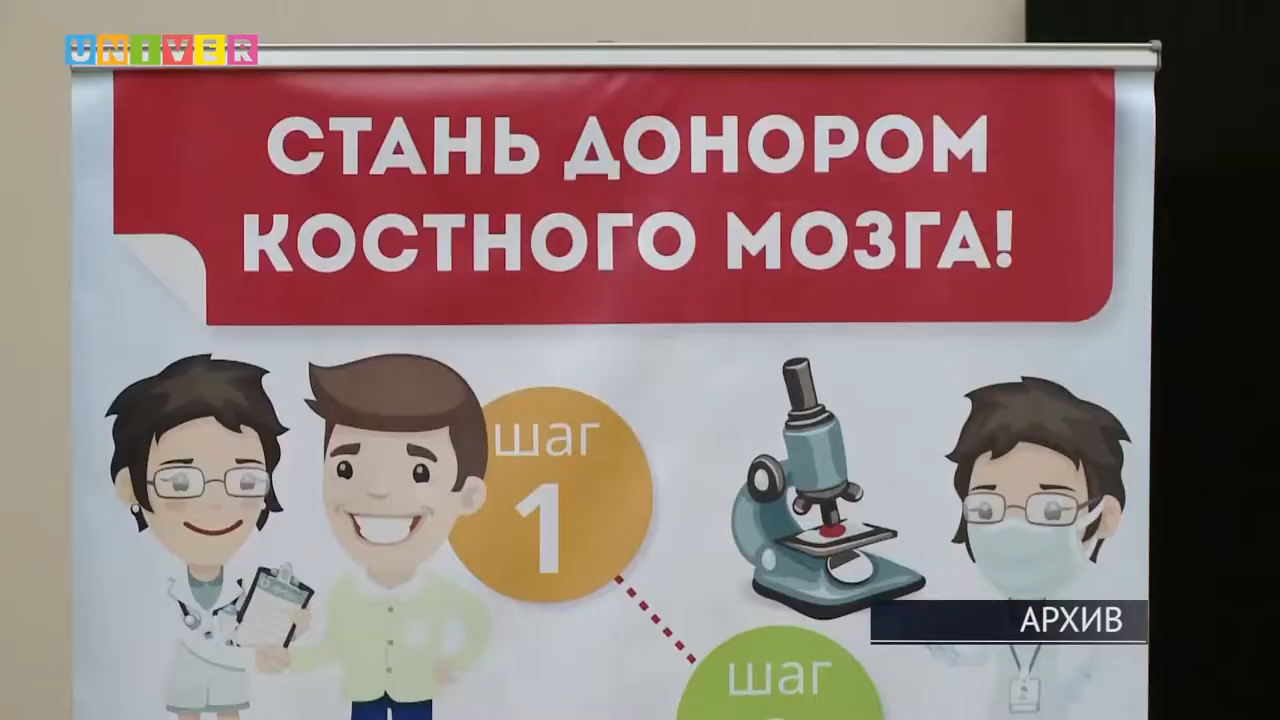 UNIVER
СТАНЬ ДОНОРОМ
КОСТНОГО МОЗГА!
шаг
1
шаг
АРХИВ